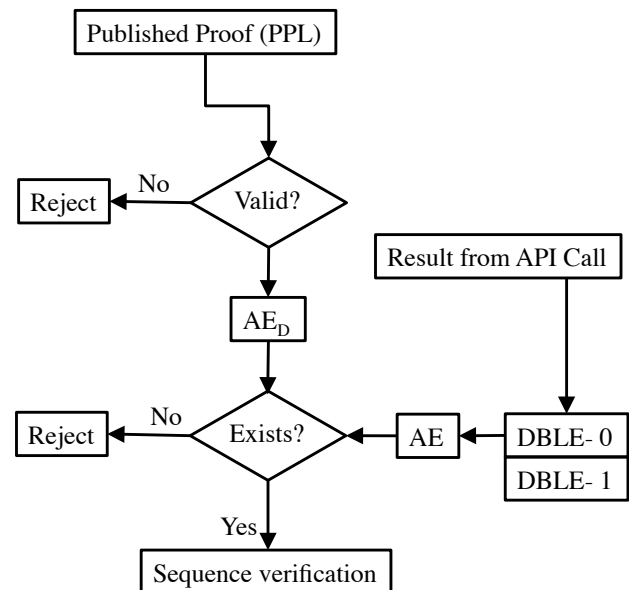 Published Proof (PPL)
No
Reject
Valid?
Result from API Call
AE_D
No
Reject
Exists?
AE
DBLE- 0
DBLE- 1
Yes
Sequence verification